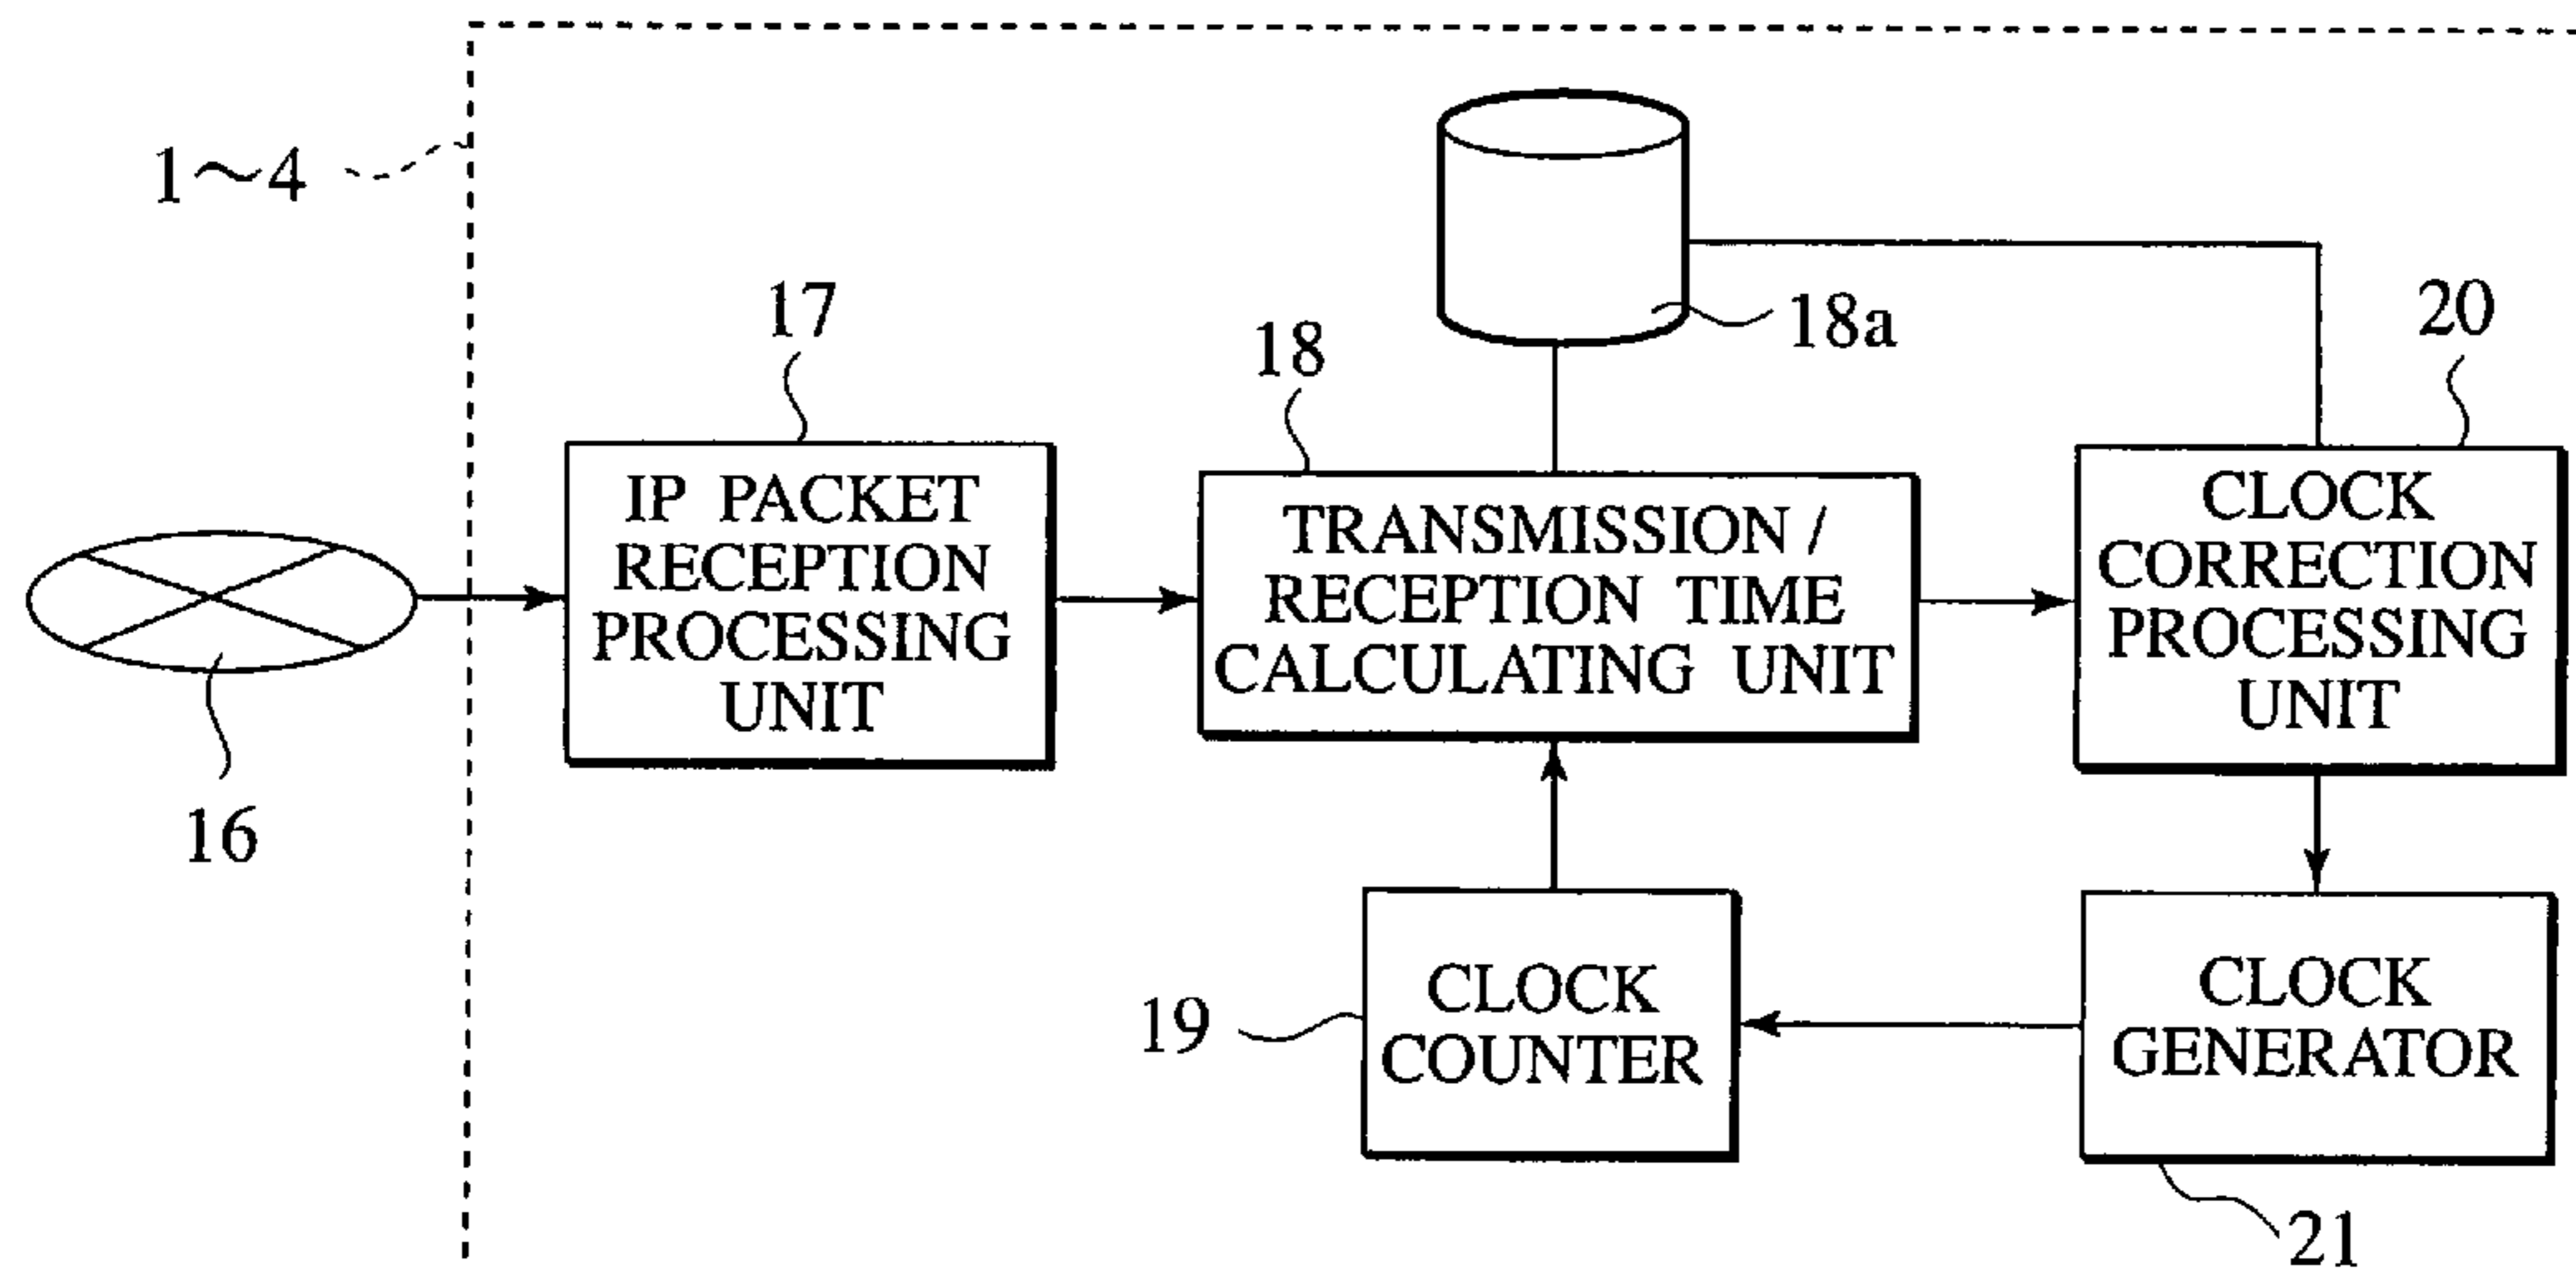 1~4
17
18
18a
20
IP PACKET
RECEPTION
PROCESSING
UNIT
TRANSMISSION /
RECEPTION TIME
CALCULATING UNIT
CLOCK
CORRECTION
PROCESSING
UNIT
16
19
CLOCK
COUNTER
CLOCK
GENERATOR
21